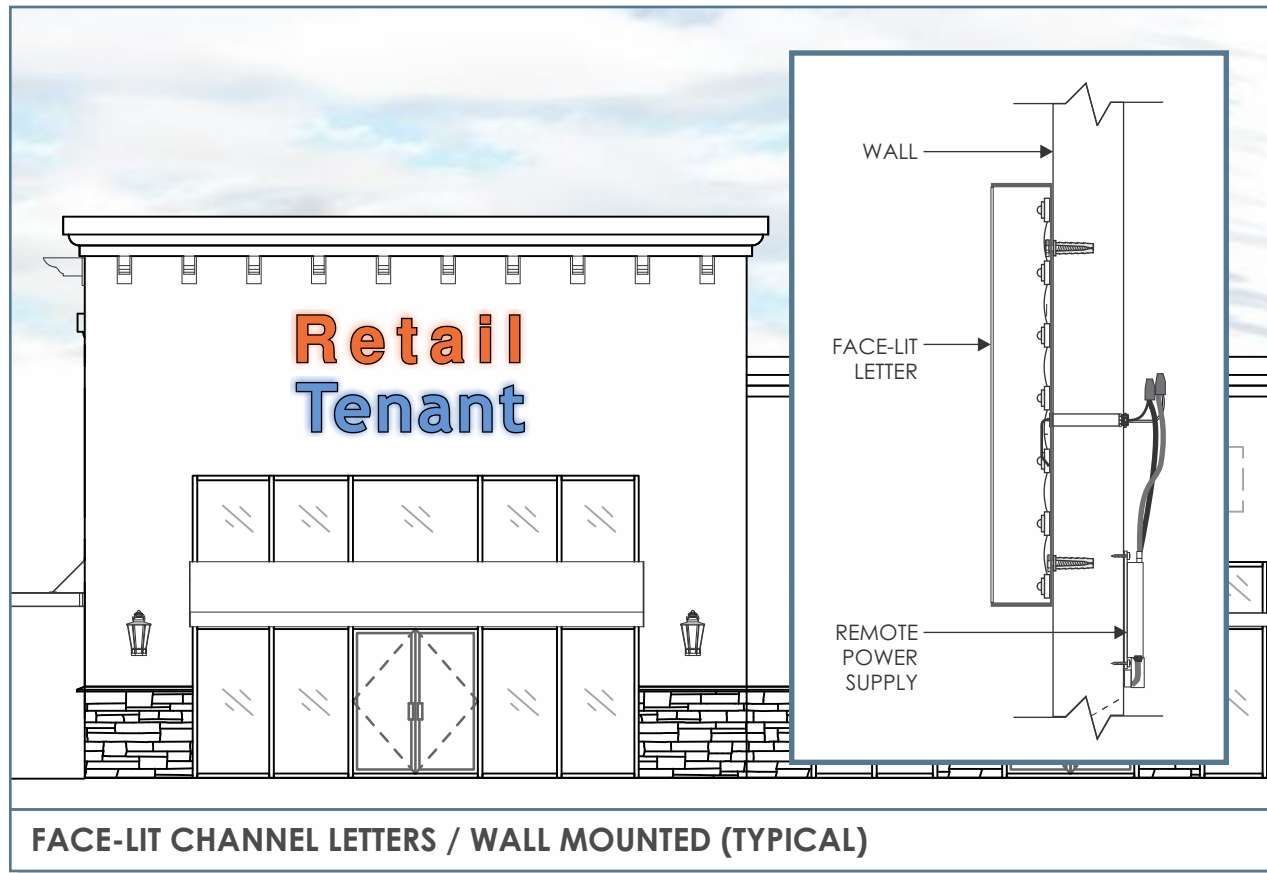 Retail
Tenant
WALL
FACE-LIT
LETTER
REMOTE
POWER
SUPPLY
FACE-LIT CHANNEL LETTERS / WALL MOUNTED (TYPICAL)